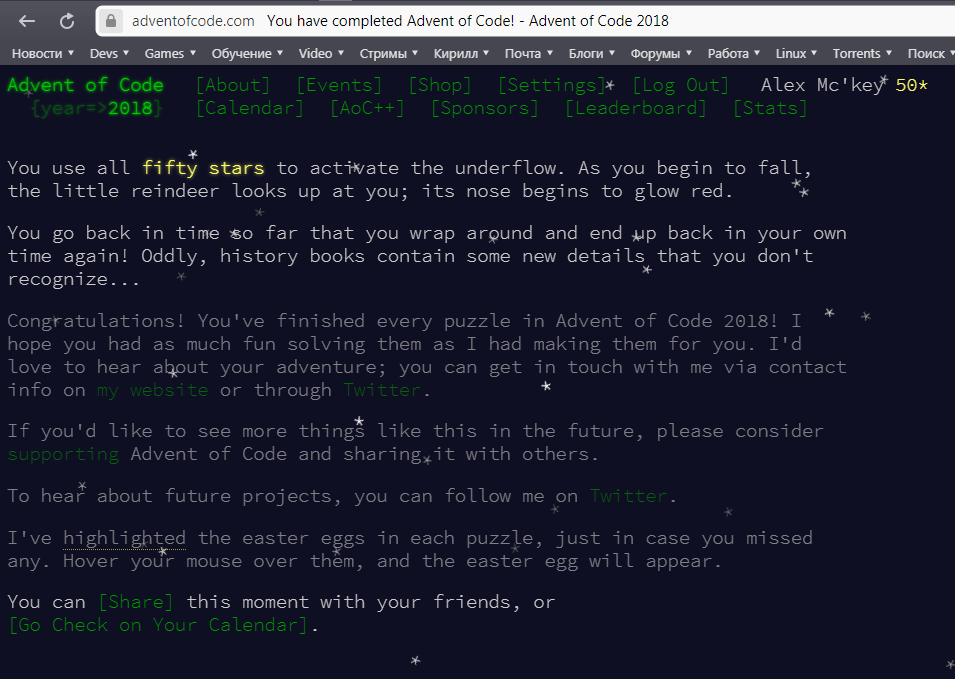 adventofcode.com You have completed Advent of Code! - Advent of Code 2018
Новости Devs Games Обучение Video Стримы Кирилл Почта Блоги Форумы Работа Linux Torrents Поиск
Advent of Code [About] [Events] [Shop] [Settings] [Log Out] Alex Mc'key 50*
{year=>2018} [Calendar] [AoC++] [Sponsors] [Leaderboard] [Stats]
You use all fifty stars to activate the underflow. As you begin to fall,
the little reindeer looks up at you; its nose begins to glow red.
You go back in time so far that you wrap around and end up back in your own
time again! Oddly, history books contain some new details that you don't
recognize...
Congratulations! You've finished every puzzle in Advent of Code 2018! I
hope you had as much fun solving them as I had making them for you. I'd
love to hear about your adventure; you can get in touch with me via contact
info on my website or through Twitter.
If you'd like to see more things like this in the future, please consider
supporting Advent of Code and sharing it with others.
To hear about future projects, you can follow me on Twitter.
I've highlighted the easter eggs in each puzzle, just in case you missed
any. Hover your mouse over them, and the easter egg will appear.
You can [Share] this moment with your friends, or
[Go Check on Your Calendar].